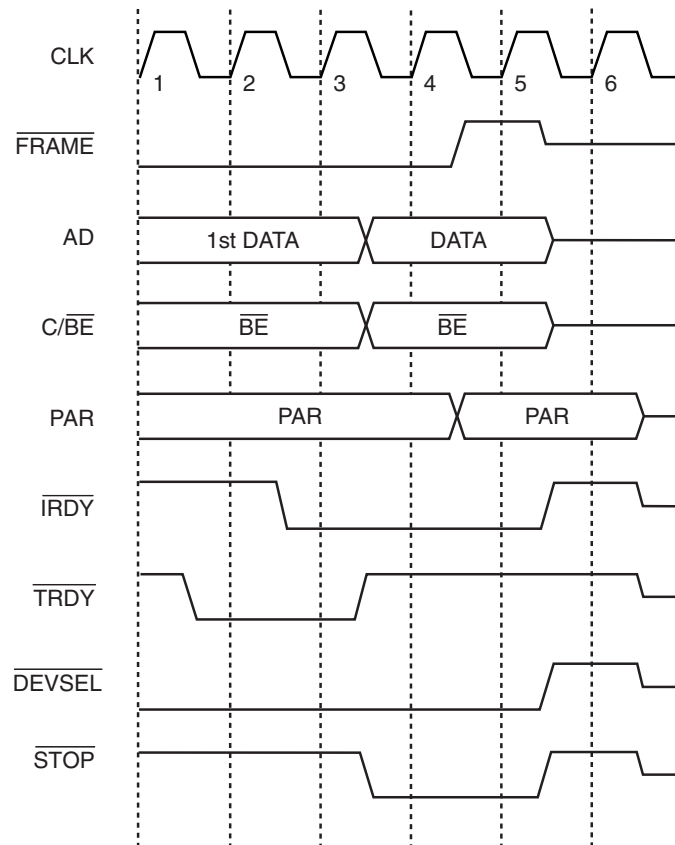 CLK
1 2 3 4 5 6
FRAME
AD 1st DATA DATA
C/BE BE BE
PAR PAR PAR
IRDY
TRDY
DEVSEL
STOP